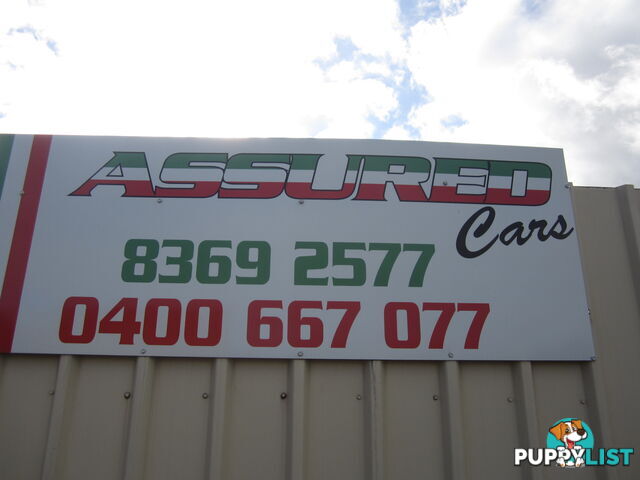 ASSURED
Cars
8369 2577
0400 667 077
PUPPYLIST